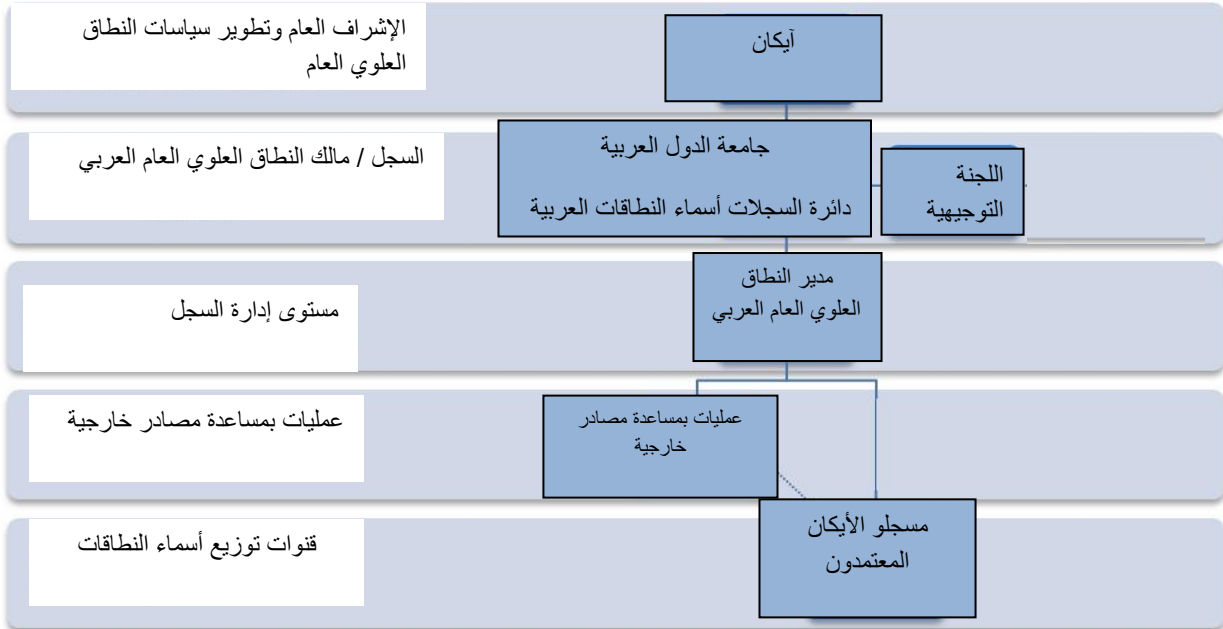 الإشراف العام وتطوير سياسات النطاق
العلوي العام
آيكان
السجل / مالك النطاق العلوي العام العربي
جامعة الدول العربية
دائرة السجلات أسماء النطاقات العربية
اللجنة
التوجيهية
مستوى إدارة السجل
مدير النطاق
العلوي العام العربي
عمليات بمساعدة مصادر خارجية
عمليات بمساعدة مصادر
خارجية
قنوات توزيع أسماء النطاقات
مسجلو الأيكان
المعتمدون